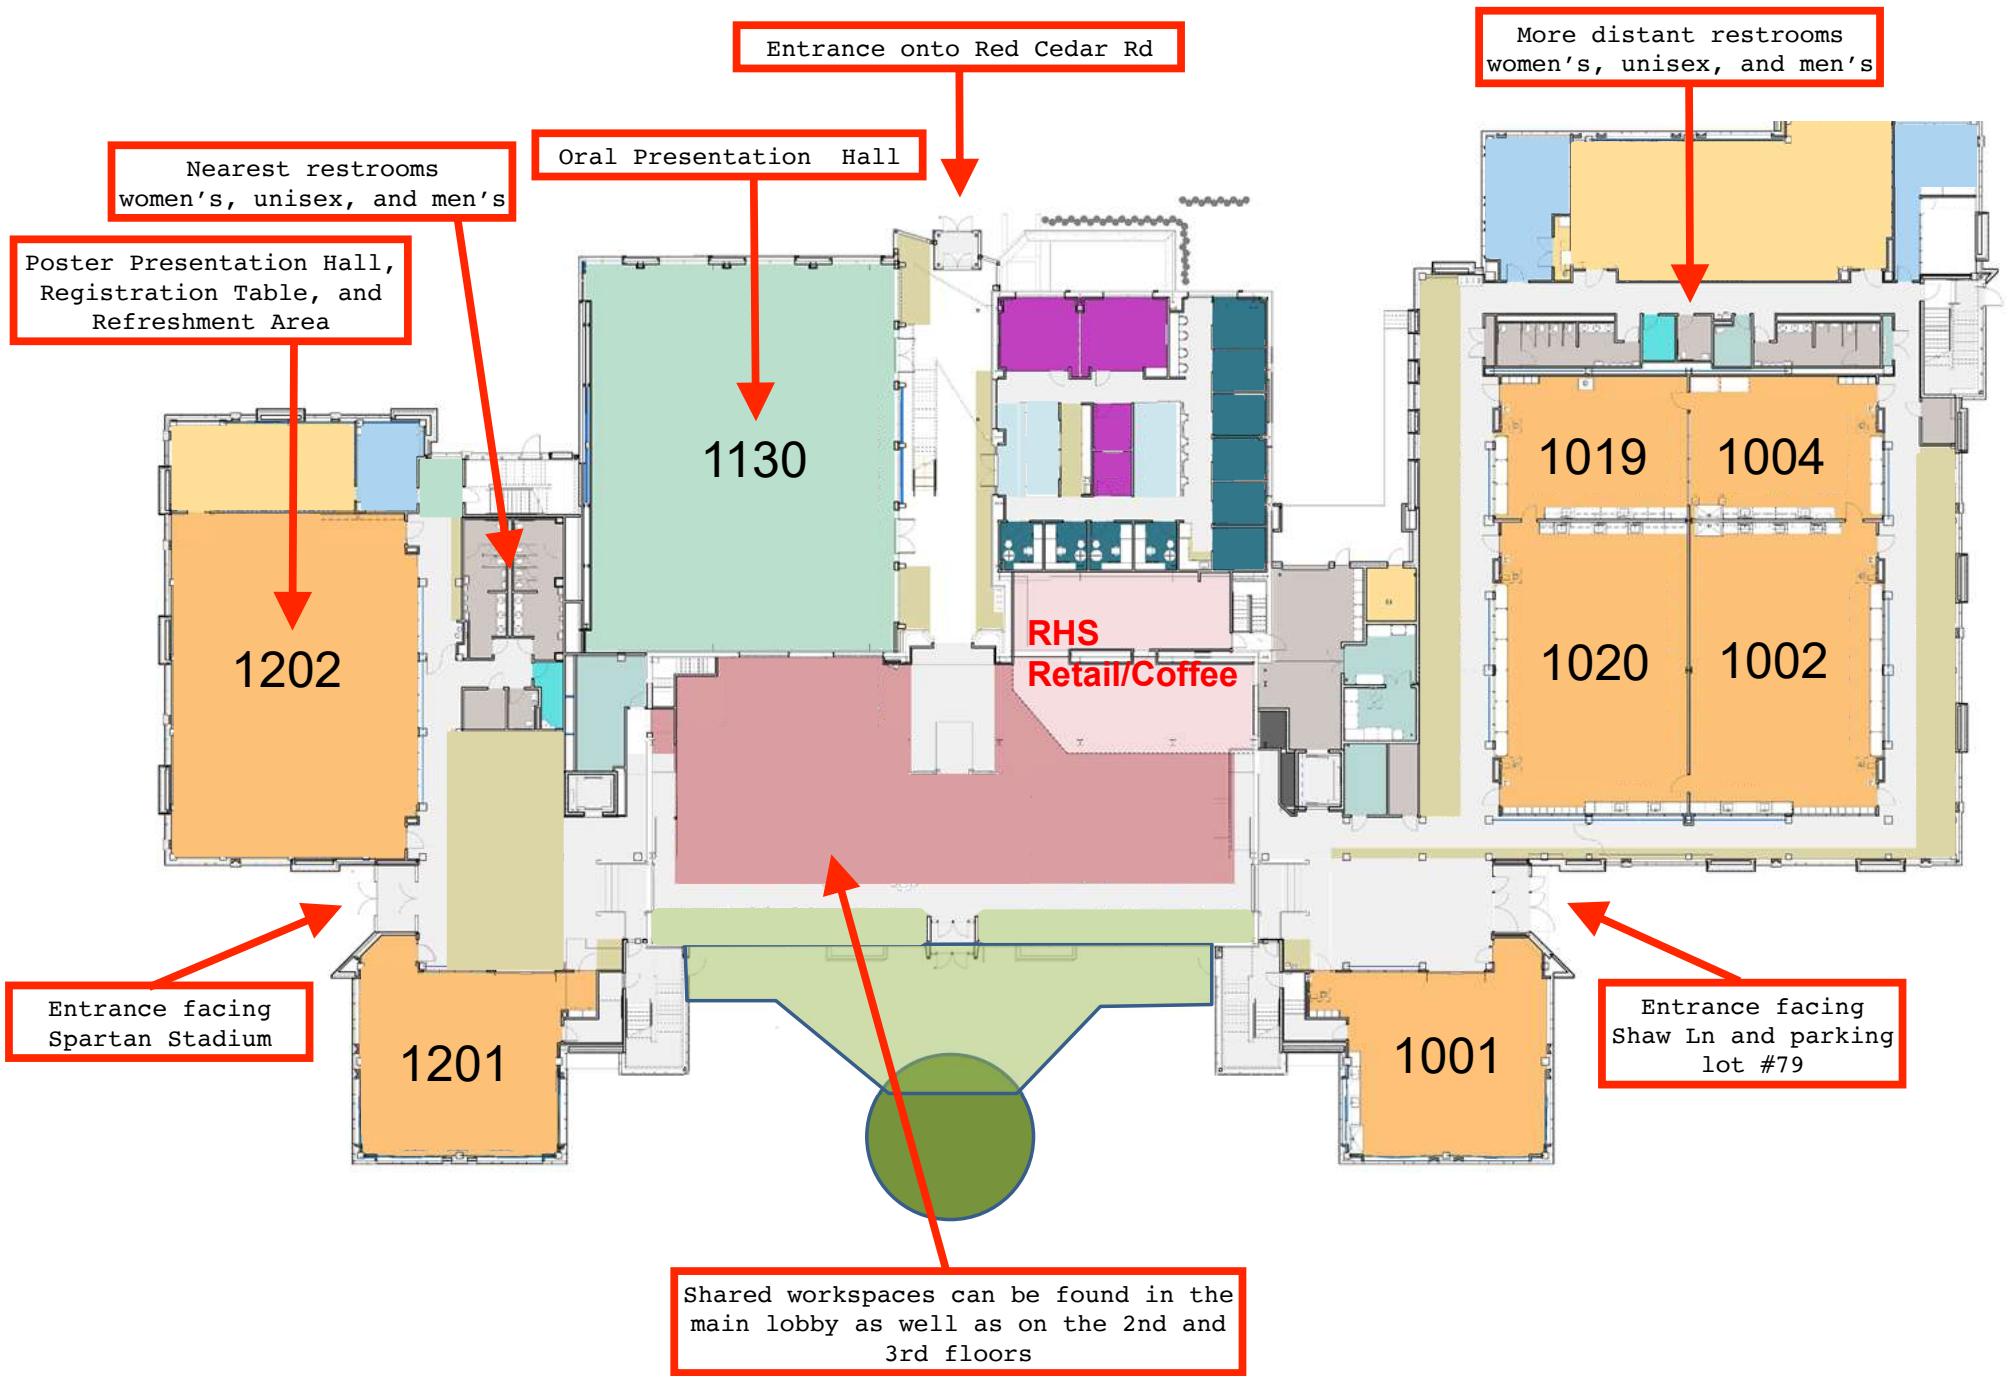 Entrance onto Red Cedar Rd
More distant restrooms
women's, unisex, and men's
Oral Presentation  Hall
Nearest restrooms
women's, unisex, and men's
Poster Presentation Hall,
Registration Table, and
Refreshment Area
1130
1019
1004
1202
RHS
Retail/Coffee
1020
1002
Entrance facing
Spartan Stadium
1201
1001
Entrance facing
Shaw Ln and parking
lot #79
Shared workspaces can be found in the
main lobby as well as on the 2nd and
3rd floors